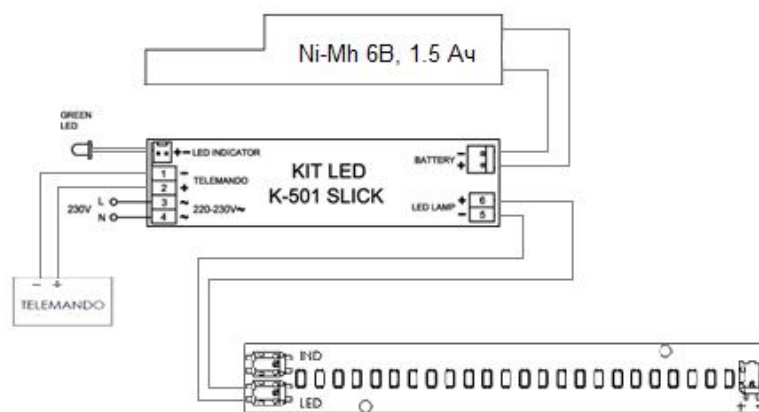 Ni-Mh 6В, 1.5 Ач
GREEN
LED
+ − LED INDICATOR
1 −
TELEMANDO
2 +
230V
L
3 ~
220-230V~
N
4 ~
KIT LED
K-501 SLICK
BATTERY
−
+
LED LAMP
+ 6
− 5
− +
TELEMANDO
IND
LED
+ −